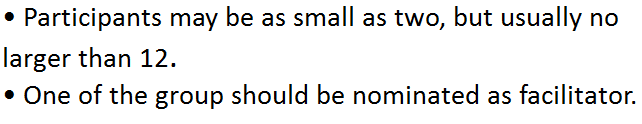 • Participants may be as small as two, but usually no
larger than 12.
• One of the group should be nominated as facilitator.